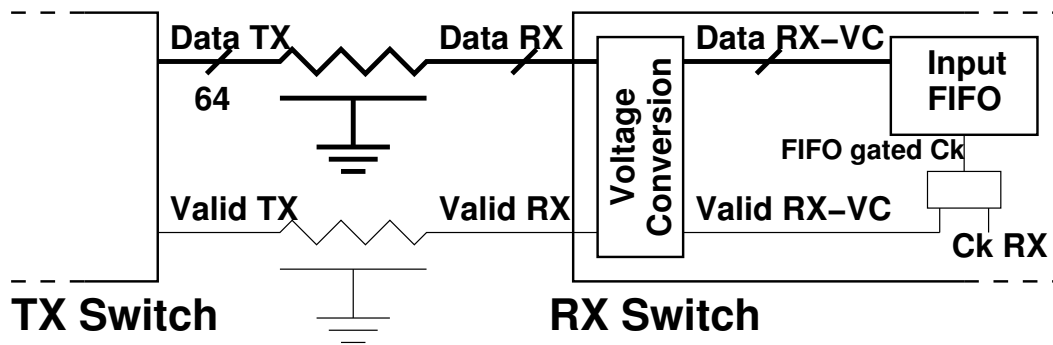 Data TX
Data RX
Data RX−VC
64
Input
FIFO
Voltage
Conversion
FIFO gated Ck
Valid TX
Valid RX
Valid RX−VC
Ck RX
TX Switch
RX Switch